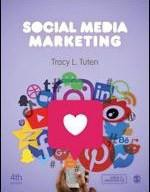 SOCIAL MEDIA
MARKETING
Tracy L. Tuten
4th